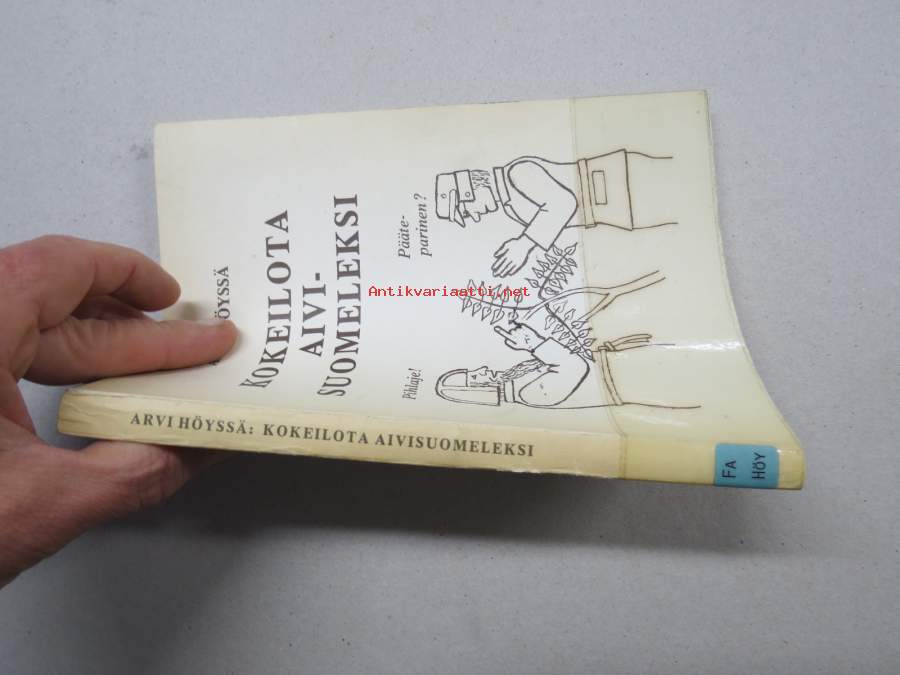 HÖYSSÄ
KOKEILOTA
AIVI-
SUOMELEKSI
Pääte-
parinen?
Pihlaje!
ARVI HÖYSSÄ: KOKEILOTA AIVISUOMELEKSI
FA
HÖY
Antikvariaatti.net